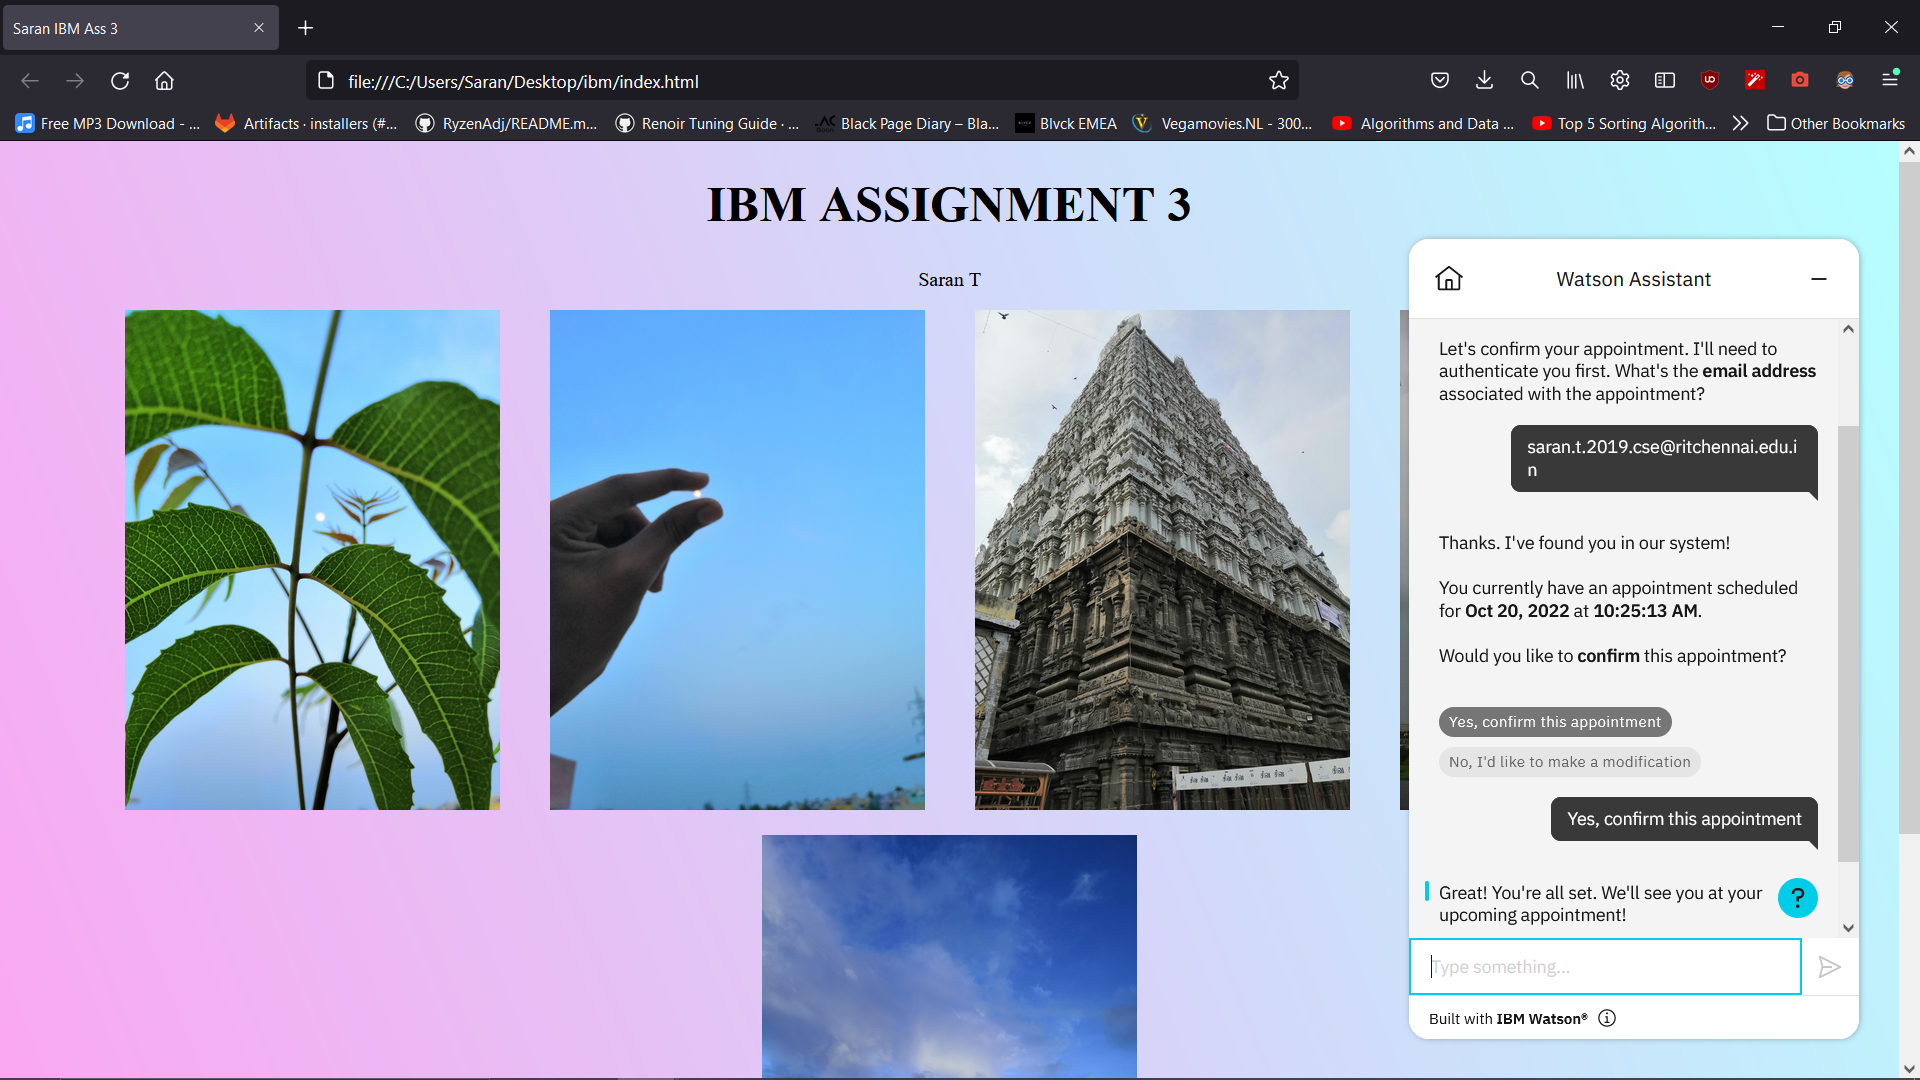 Saran IBM Ass 3
file:///C:/Users/Saran/Desktop/ibm/index.html
Free MP3 Download - ...
Artifacts · installers (#...
RyzenAdj/README.m...
Renoir Tuning Guide · ...
Black Page Diary – Bla...
Blvck EMEA
Vegamovies.NL - 300...
Algorithms and Data ...
Top 5 Sorting Algorith...
Other Bookmarks
IBM ASSIGNMENT 3
Saran T
Watson Assistant
Let's confirm your appointment. I'll need to
authenticate you first. What's the email address
associated with the appointment?
saran.t.2019.cse@ritchennai.edu.i
n
Thanks. I've found you in our system!
You currently have an appointment scheduled
for Oct 20, 2022 at 10:25:13 AM.
Would you like to confirm this appointment?
Yes, confirm this appointment
No, I'd like to make a modification
Yes, confirm this appointment
Great! You're all set. We'll see you at your
upcoming appointment!
?
Type something...
Built with IBM Watson®